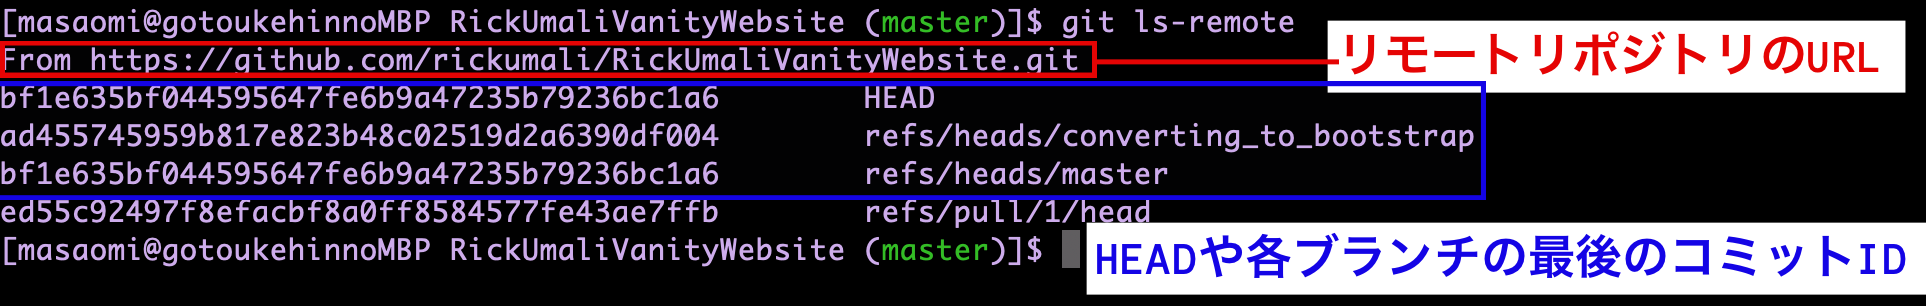 [masaomi@gotoukehinnoMBP RickUmaliVanityWebsite (master)]$ git ls-remote
From https://github.com/rickumali/RickUmaliVanityWebsite.git
リモートリポジトリのURL
bf1e635bf044595647fe6b9a47235b79236bc1a6 HEAD
ad455745959b817e823b48c02519d2a6390df004 refs/heads/converting_to_bootstrap
bf1e635bf044595647fe6b9a47235b79236bc1a6 refs/heads/master
ed55c92497f8efacbf8a0ff8584577fe43ae7ffb refs/pull/1/head
[masaomi@gotoukehinnoMBP RickUmaliVanityWebsite (master)]$
HEADや各ブランチの最後のコミットID